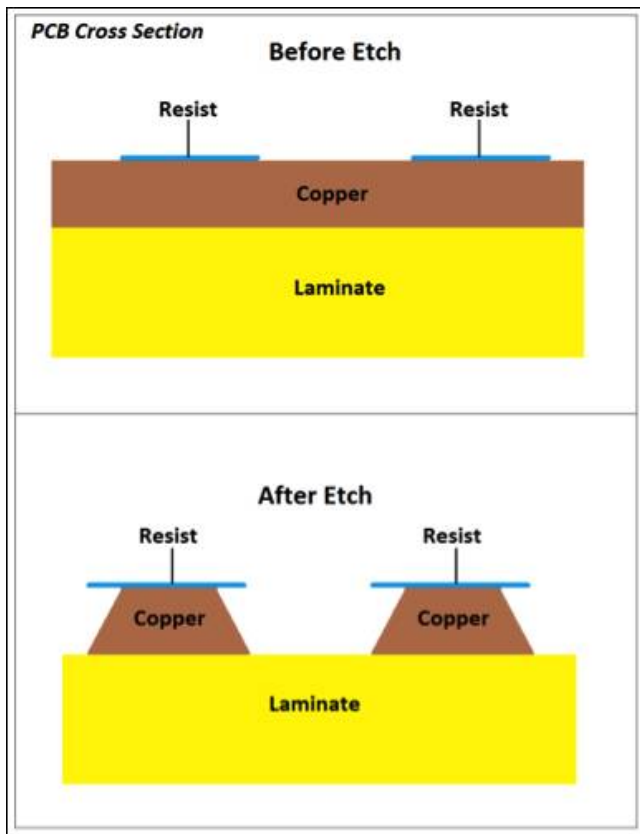 PCB Cross Section
Before Etch
Resist Resist
Copper
Laminate
After Etch
Resist Resist
Copper Copper
Laminate